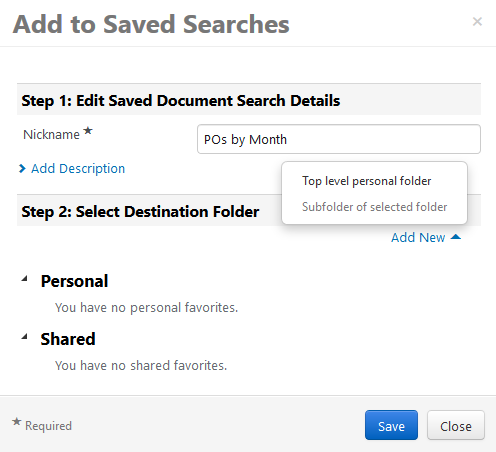 Add to Saved Searches ×
Step 1: Edit Saved Document Search Details
Nickname ★ POs by Month
Add Description
Top level personal folder
Subfolder of selected folder
Step 2: Select Destination Folder
Add New
Personal
You have no personal favorites.
Shared
You have no shared favorites.
★ Required Save Close